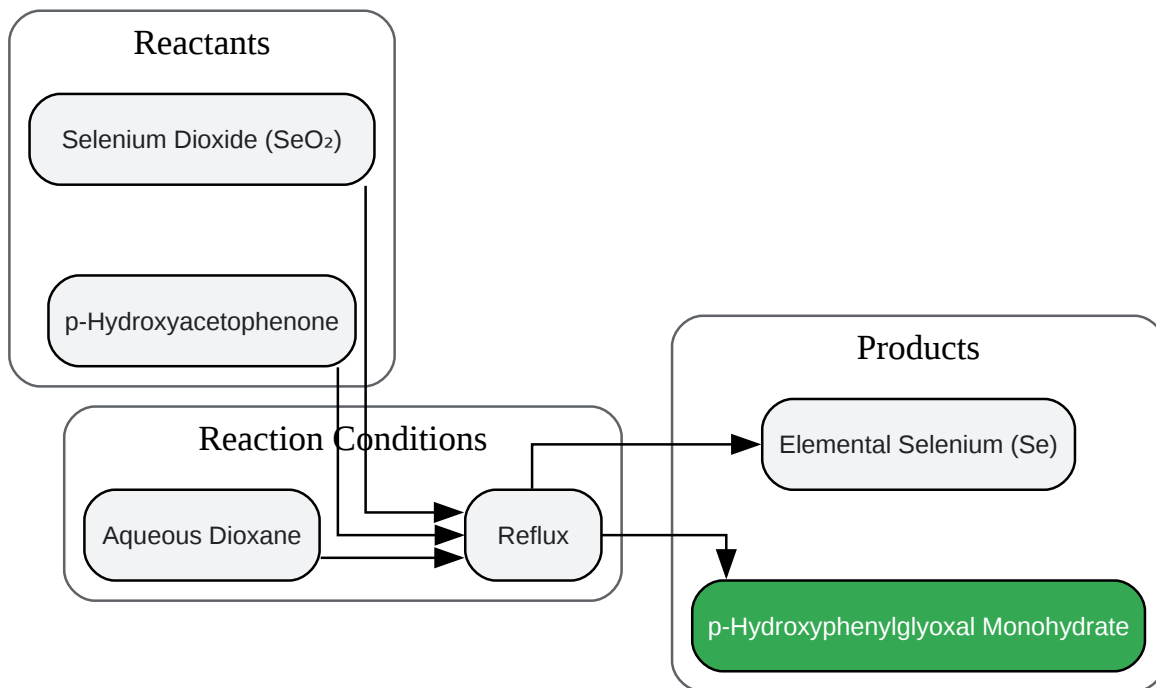 Reactants
Selenium Dioxide (SeO₂)
p-Hydroxyacetophenone
Reaction Conditions
Aqueous Dioxane
Reflux
Products
Elemental Selenium (Se)
p-Hydroxyphenylglyoxal Monohydrate